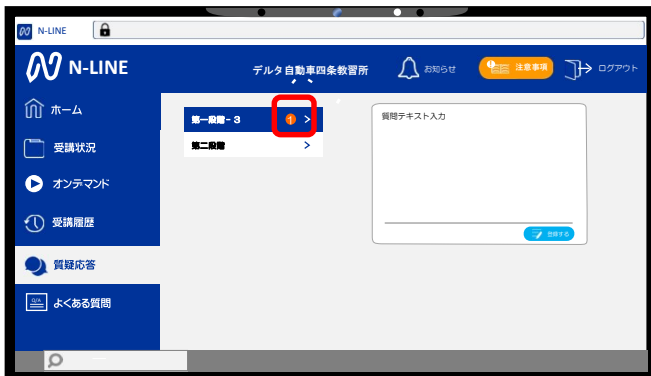 N-LINE
N-LINE
デルタ自動車四条教習所
お知らせ
注意事項
ログアウト
ホーム
受講状況
オンデマンド
受講履歴
質疑応答
よくある質問
Q/A
第一段階-3
1
>
第二段階
>
質問テキスト入力
登録する